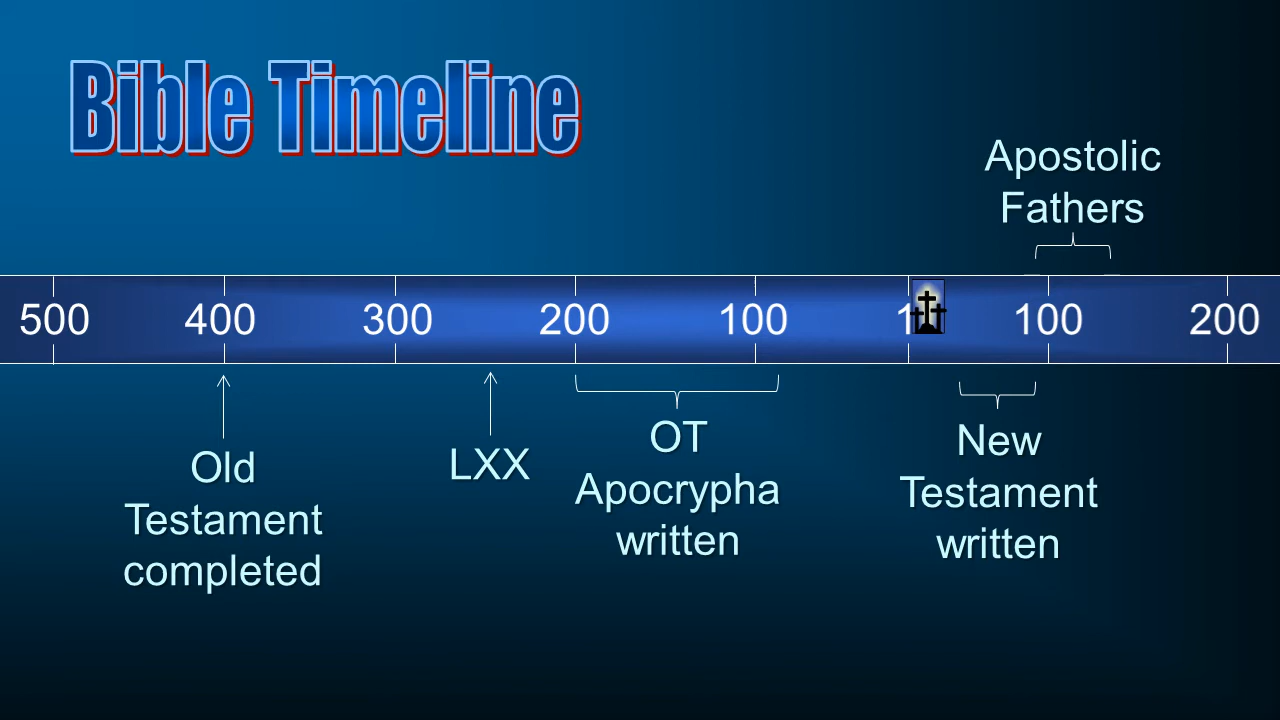 Bible Timeline
Apostolic
Fathers
500 400 300 200 100 1 100 200
Old
Testament
completed
LXX
OT
Apocrypha
written
New
Testament
written